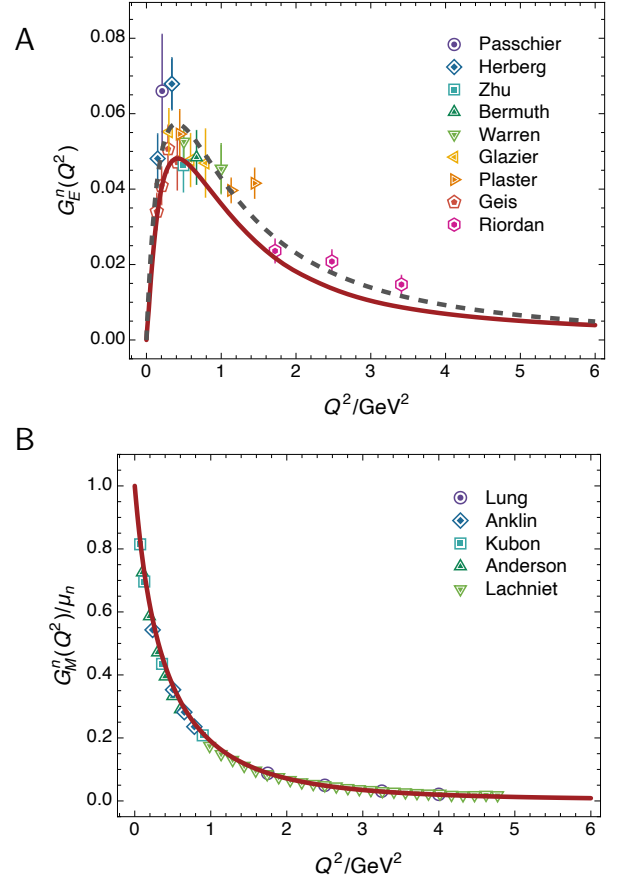 A
0.08
0.06
0.04
0.02
0.00
G_E^n(Q^2)
Passchier
Herberg
Zhu
Bermuth
Warren
Glazier
Plaster
Geis
Riordan
0 1 2 3 4 5 6
Q^2/GeV^2
B
1.0
0.8
0.6
0.4
0.2
0.0
G_M^n(Q^2)/μ_n
Lung
Anklin
Kubon
Anderson
Lachniet
0 1 2 3 4 5 6
Q^2/GeV^2